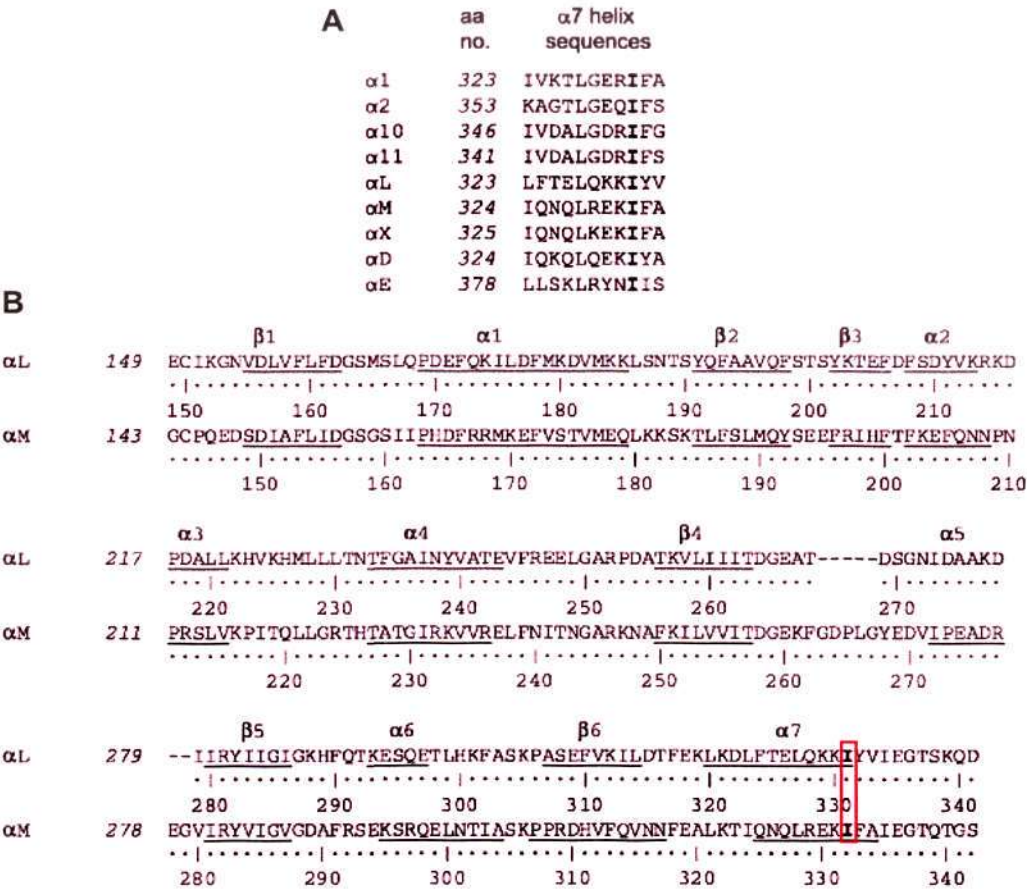 A aa α7 helix
no. sequences
α1 323 IVKTLGERIFA
α2 353 KAGTLGEQIFS
α10 346 IVDALGDRIFG
α11 341 IVDALGDRIFS
αL 323 LFTELQKKIYV
αM 324 IQNQLREKIFA
αX 325 IQNQLKEKIFA
αD 324 IQKQLQEKIYA
αE 378 LLSKLRYNIIS
B
β1 α1 β2 β3 α2
αL 149 ECIKGNVDLVFLFDGSMSLQPDEFQKILDFMKDVMKKLSNTSYQFAAVQFSTSYKTEFDFSDYVKRKD
150 160 170 180 190 200 210
αM 143 GCPQEDSDIAFLIDGSGSIIPHDFRRMKEFVSTVMEQLKKSKTLFSLMQYSEEFRIHFTFKEFQNNPN
150 160 170 180 190 200 210
α3 α4 β4 α5
αL 217 PDALLKHVKHMLLLTNTFGAINYVATEVFREELGARPDATKVLIIITDGEAT-----DSGNIDAAKD
220 230 240 250 260 270
αM 211 PRSLVKPITQLLGRTHTATGIRKVVRELFNITNGARKNAFKILVVITDGEKFGDPLGYEDVIPEADR
220 230 240 250 260 270
β5 α6 β6 α7
αL 279 --IIRYIIGIGKHFQTKESQETLHKFASKPASEFVKILDTFEKLKDLFTELQKKIYVIEGTSKQD
280 290 300 310 320 330 340
αM 278 EGVIRYVIGVGDAFRSEKSRQELNTIASKPPRDHVFQVNNFEALKTIQNQLREKIFAIEGTQTGS
280 290 300 310 320 330 340